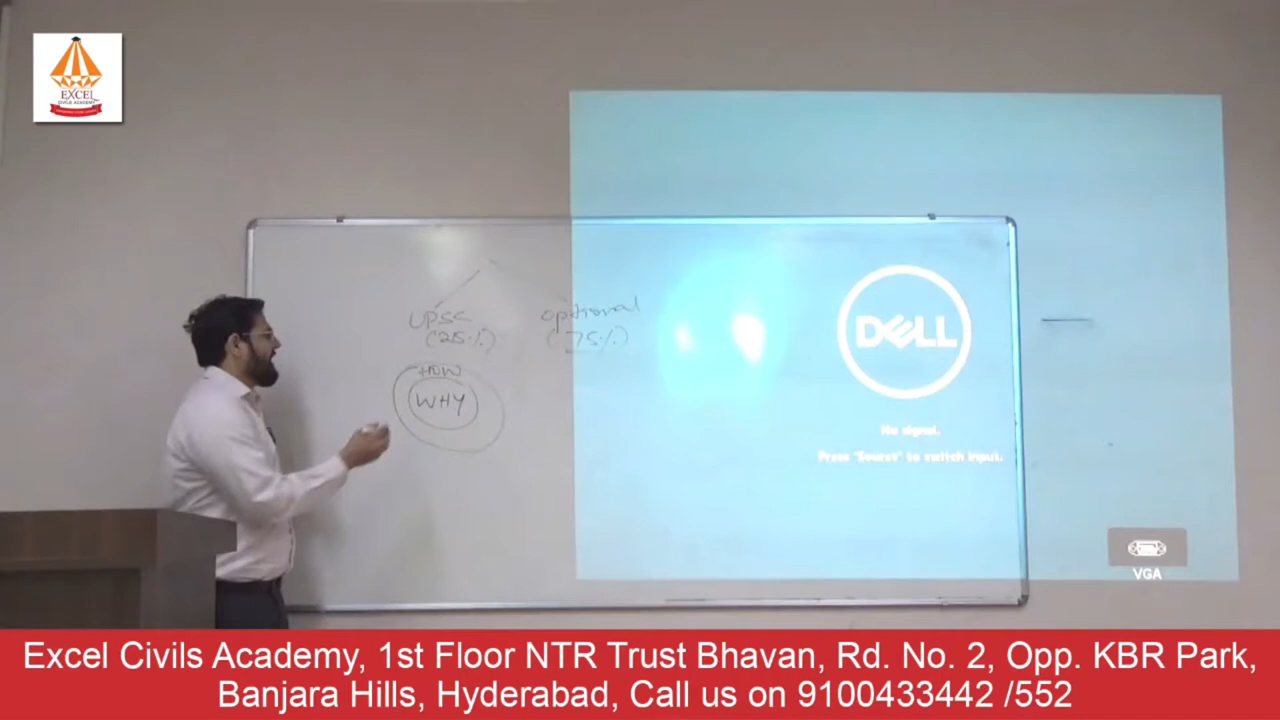 EXCEL
CIVILS ACADEMY
UPSC
(25%)
optional
(75%)
HOW
WHY
DELL
No signal.
Press "Source" to switch input.
VGA
Excel Civils Academy, 1st Floor NTR Trust Bhavan, Rd. No. 2, Opp. KBR Park,
Banjara Hills, Hyderabad, Call us on 9100433442 /552